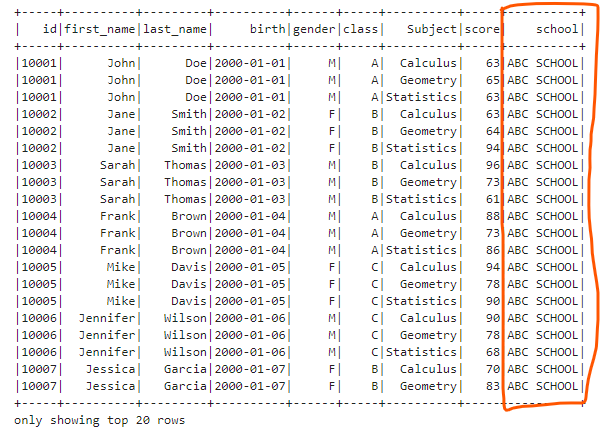 +-----+----------+---------+----------+------+-----+----------+-----+----------+
|   id|first_name|last_name|     birth|gender|class|   Subject|score|    school|
+-----+----------+---------+----------+------+-----+----------+-----+----------+
|10001|      John|      Doe|2000-01-01|     M|    A|  Calculus|   63|ABC SCHOOL|
|10001|      John|      Doe|2000-01-01|     M|    A|  Geometry|   65|ABC SCHOOL|
|10001|      John|      Doe|2000-01-01|     M|    A|Statistics|   63|ABC SCHOOL|
|10002|      Jane|    Smith|2000-01-02|     F|    B|  Calculus|   63|ABC SCHOOL|
|10002|      Jane|    Smith|2000-01-02|     F|    B|  Geometry|   64|ABC SCHOOL|
|10002|      Jane|    Smith|2000-01-02|     F|    B|Statistics|   94|ABC SCHOOL|
|10003|     Sarah|   Thomas|2000-01-03|     M|    B|  Calculus|   96|ABC SCHOOL|
|10003|     Sarah|   Thomas|2000-01-03|     M|    B|  Geometry|   73|ABC SCHOOL|
|10003|     Sarah|   Thomas|2000-01-03|     M|    B|Statistics|   61|ABC SCHOOL|
|10004|     Frank|    Brown|2000-01-04|     M|    A|  Calculus|   88|ABC SCHOOL|
|10004|     Frank|    Brown|2000-01-04|     M|    A|  Geometry|   73|ABC SCHOOL|
|10004|     Frank|    Brown|2000-01-04|     M|    A|Statistics|   86|ABC SCHOOL|
|10005|      Mike|    Davis|2000-01-05|     F|    C|  Calculus|   94|ABC SCHOOL|
|10005|      Mike|    Davis|2000-01-05|     F|    C|  Geometry|   78|ABC SCHOOL|
|10005|      Mike|    Davis|2000-01-05|     F|    C|Statistics|   90|ABC SCHOOL|
|10006|  Jennifer|   Wilson|2000-01-06|     M|    C|  Calculus|   90|ABC SCHOOL|
|10006|  Jennifer|   Wilson|2000-01-06|     M|    C|  Geometry|   78|ABC SCHOOL|
|10006|  Jennifer|   Wilson|2000-01-06|     M|    C|Statistics|   68|ABC SCHOOL|
|10007|   Jessica|   Garcia|2000-01-07|     F|    B|  Calculus|   70|ABC SCHOOL|
|10007|   Jessica|   Garcia|2000-01-07|     F|    B|  Geometry|   83|ABC SCHOOL|
+-----+----------+---------+----------+------+-----+----------+-----+----------+
only showing top 20 rows